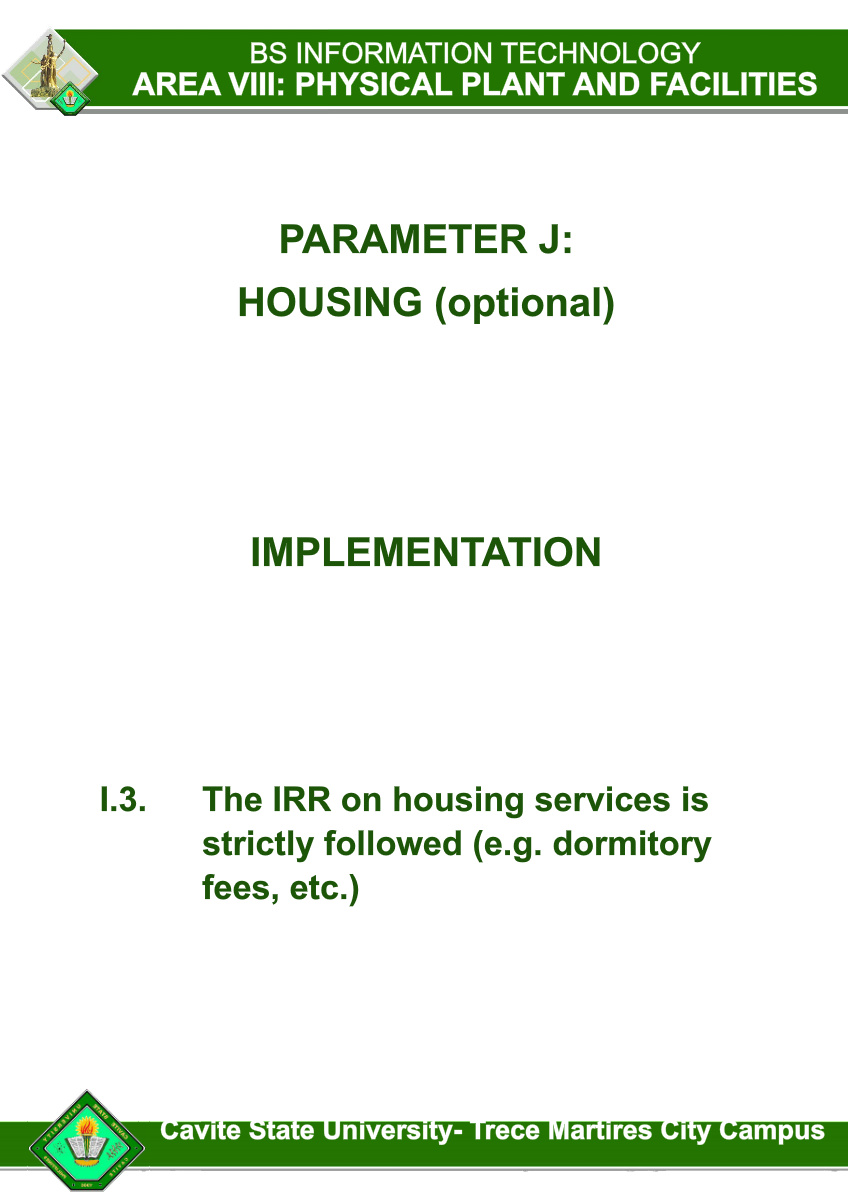 BS INFORMATION TECHNOLOGY
AREA VIII: PHYSICAL PLANT AND FACILITIES
PARAMETER J:
HOUSING (optional)
IMPLEMENTATION
I.3. The IRR on housing services is
strictly followed (e.g. dormitory
fees, etc.)
Cavite State University- Trece Martires City Campus